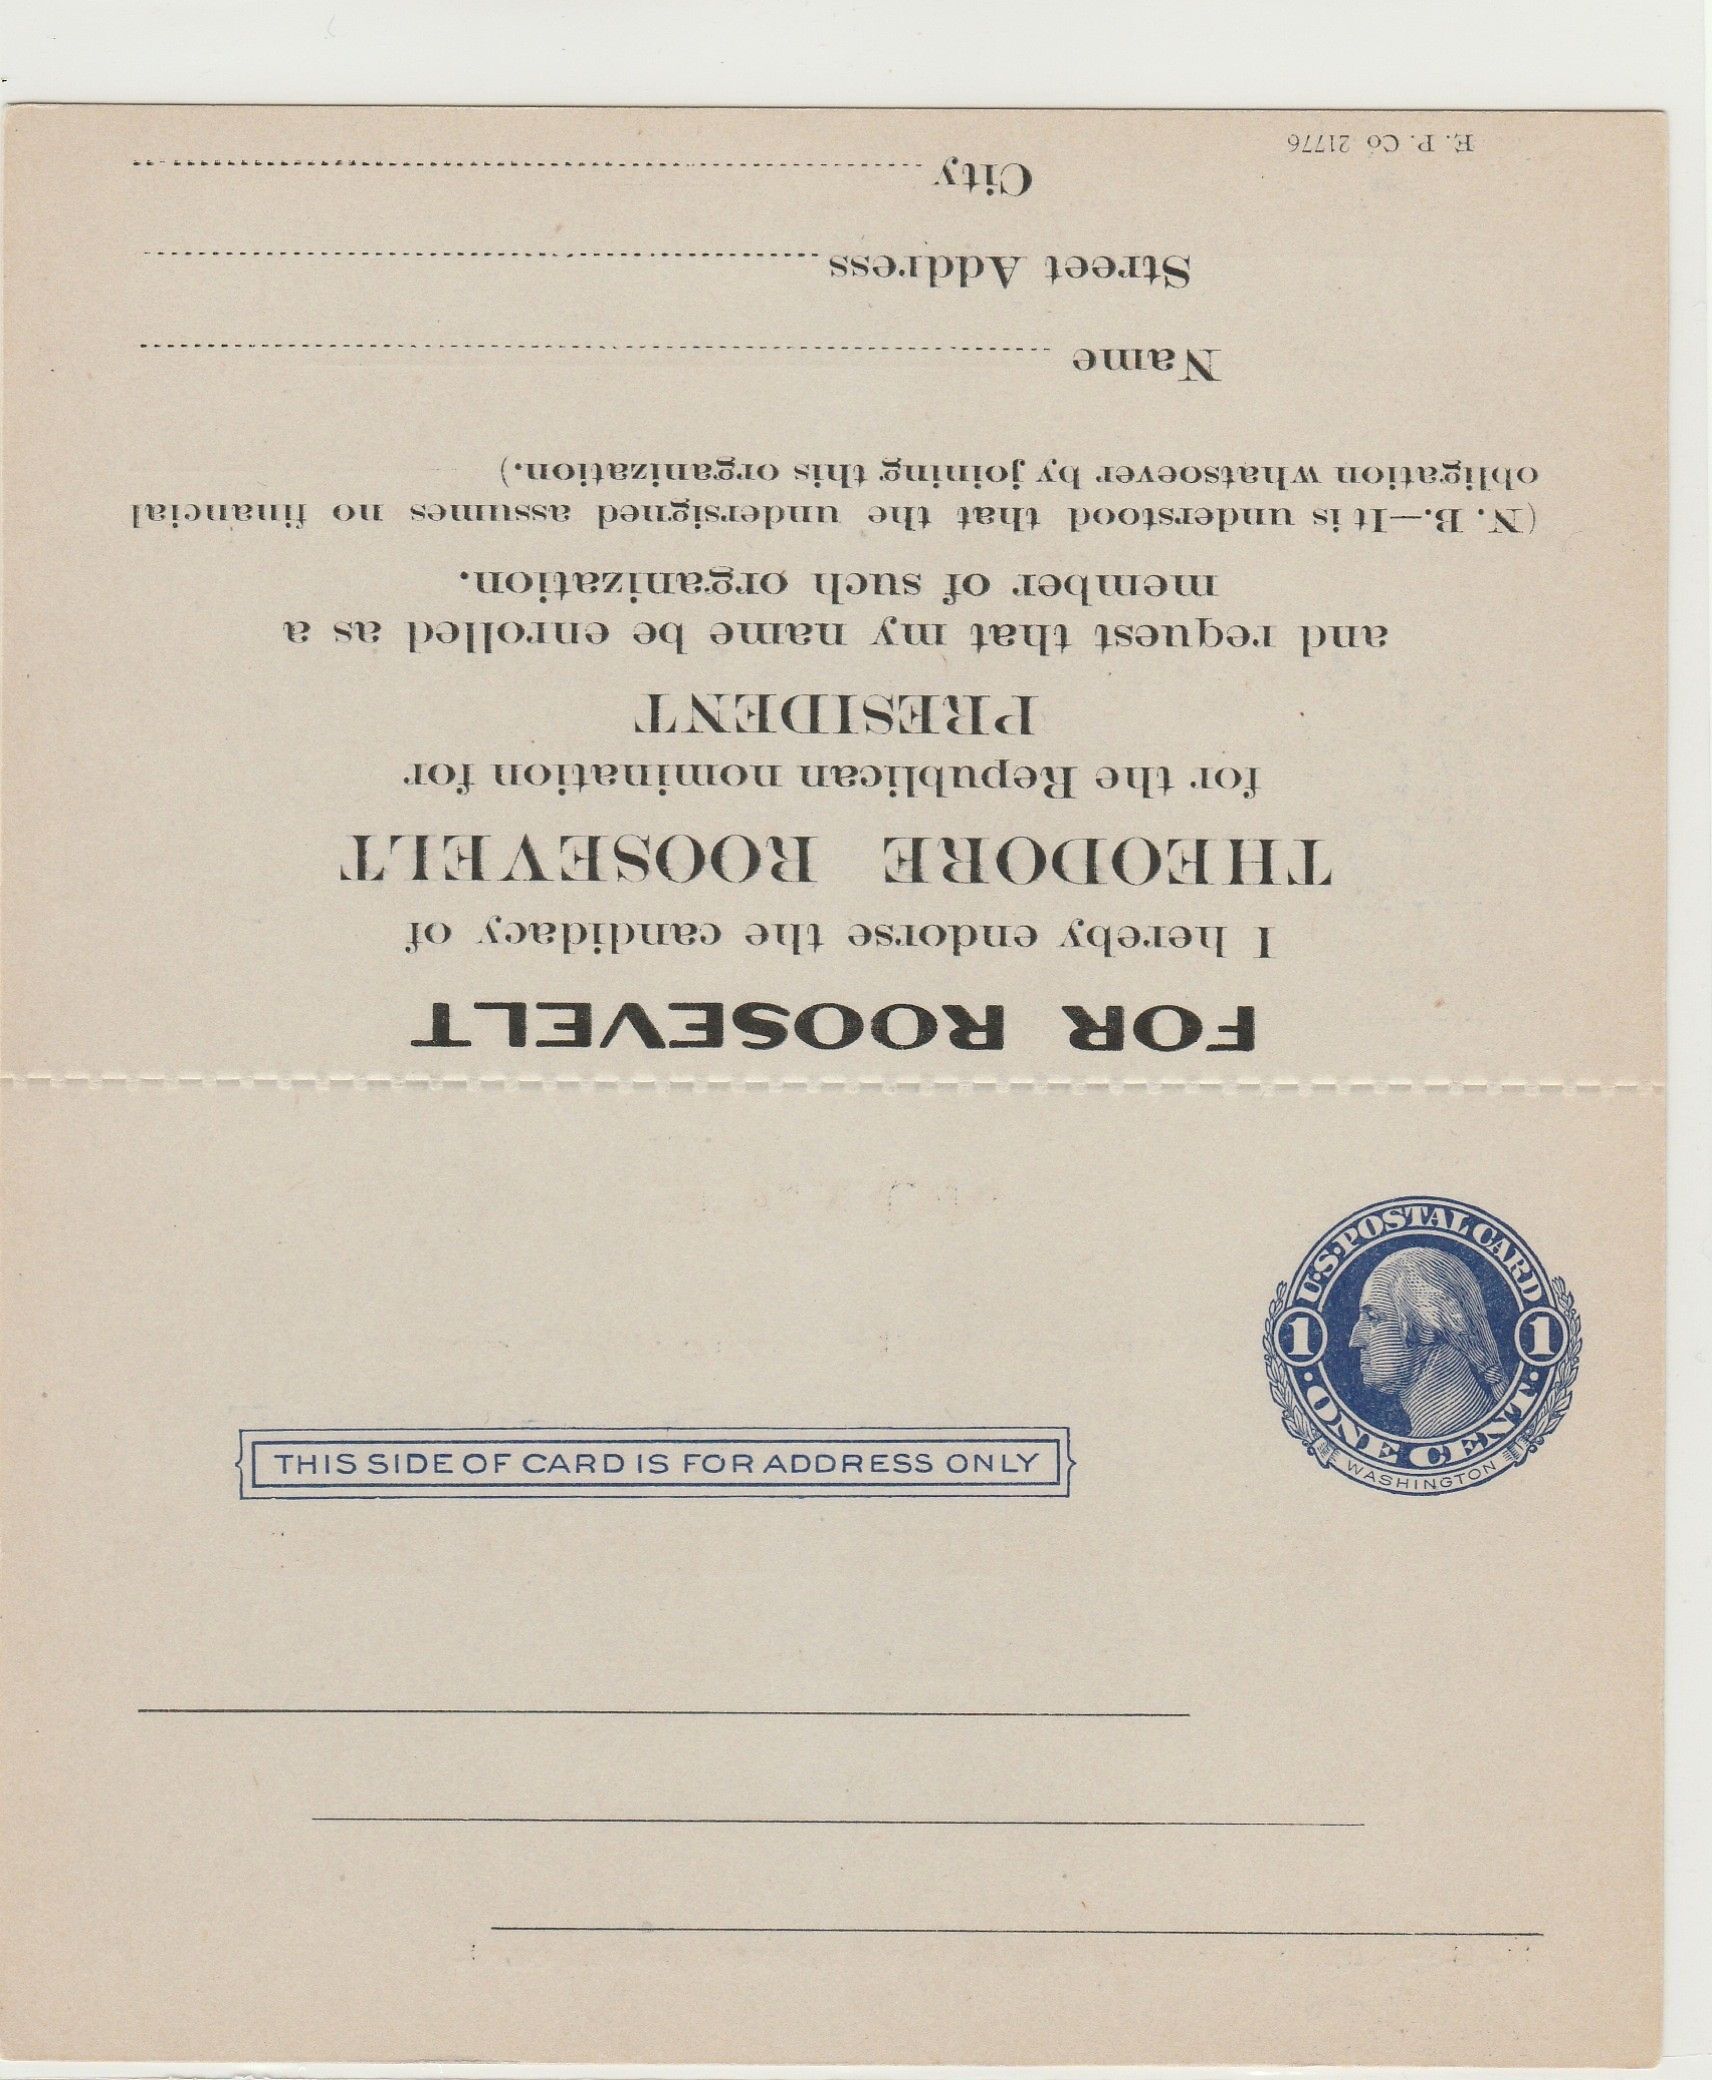 FOR ROOSEVELT
I hereby endorse the candidacy of
THEODORE ROOSEVELT
for the Republican nomination for
PRESIDENT
and request that my name be enrolled as a
member of such organization.
(N. B.—It is understood that the undersigned assumes no financial
obligation whatsoever by joining this organization.)
Name
Street Address
City
E. P. Co 21776
U.S. POSTAL CARD
1 1
· ONE CENT ·
WASHINGTON
THIS SIDE OF CARD IS FOR ADDRESS ONLY